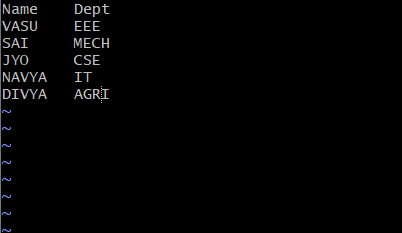 Name Dept
VASU EEE
SAI MECH
JYO CSE
NAVYA IT
DIVYA AGRI
~
~
~
~
~
~
~
~